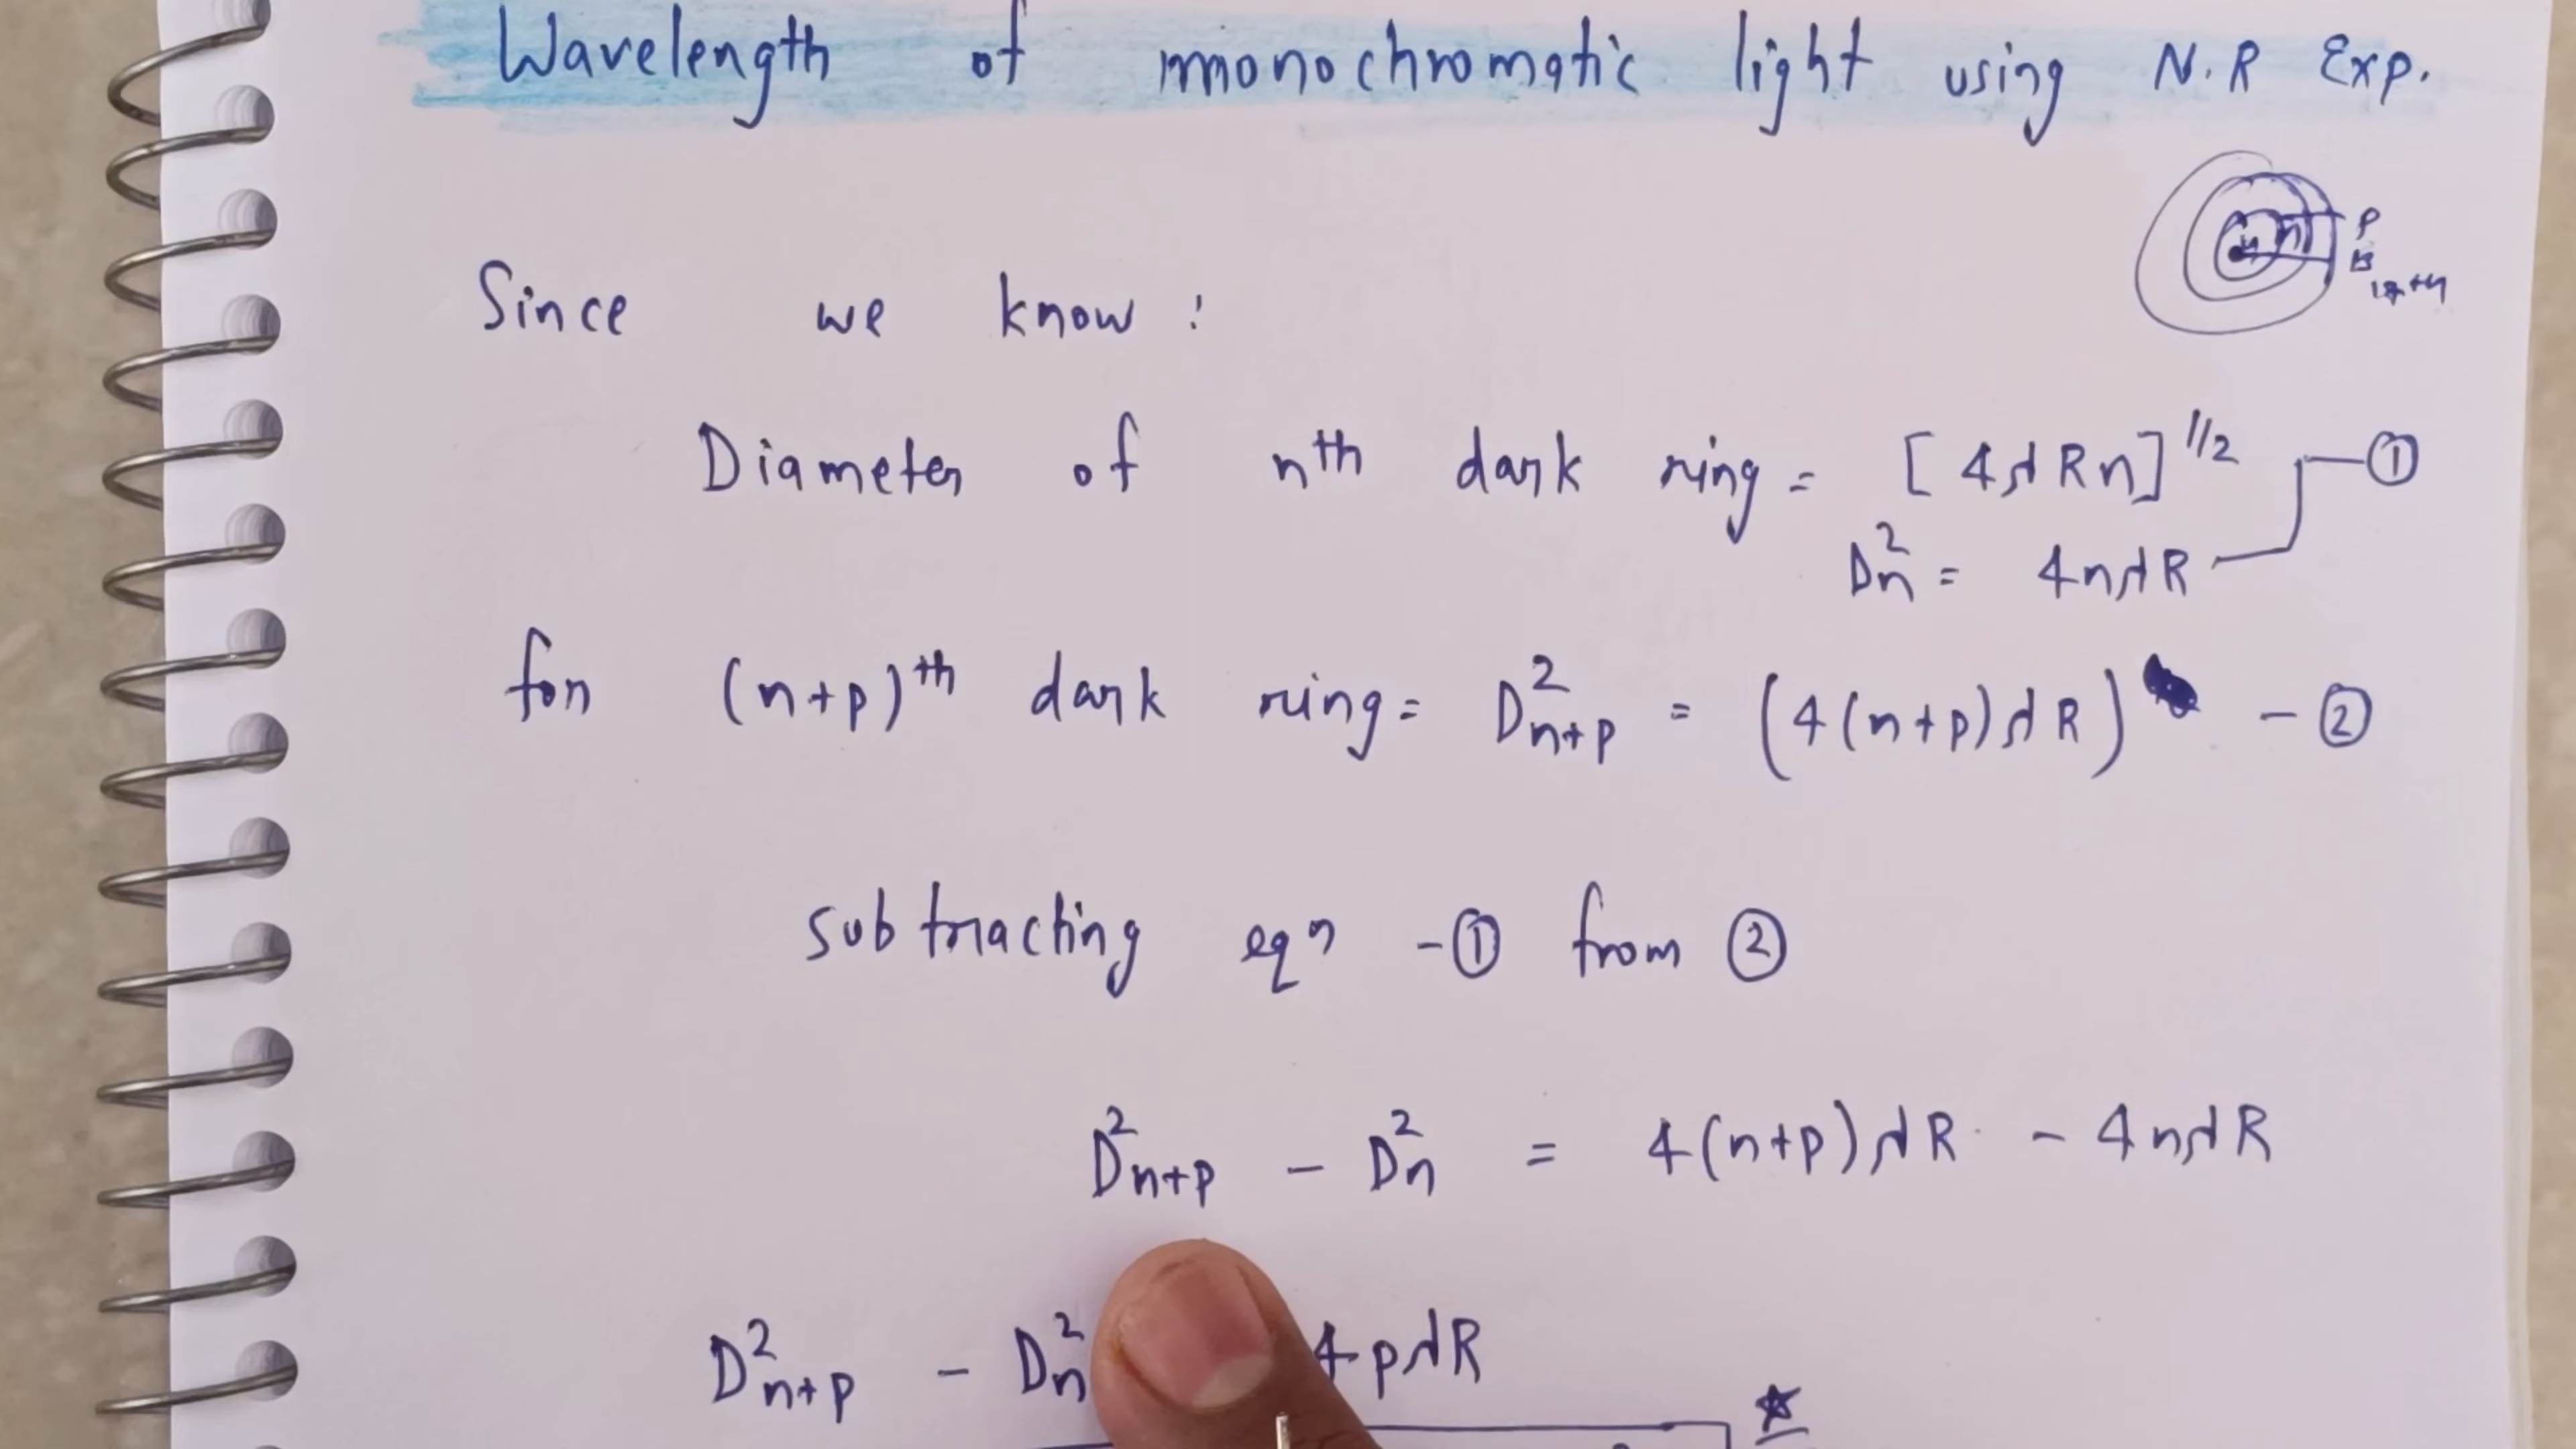 Wavelength of monochromatic light using N.R Exp.
P
Since we know :
Diameter of nth dark ring = [4λRn]^1/2 - ①
D²n = 4nλR
for (n+p)th dark ring = D²n+p = (4(n+p)λR) - ②
subtracting eqn - ① from ②
D²n+p - D²n = 4(n+p)λR - 4nλR
D²n+p - D²n 4pλR